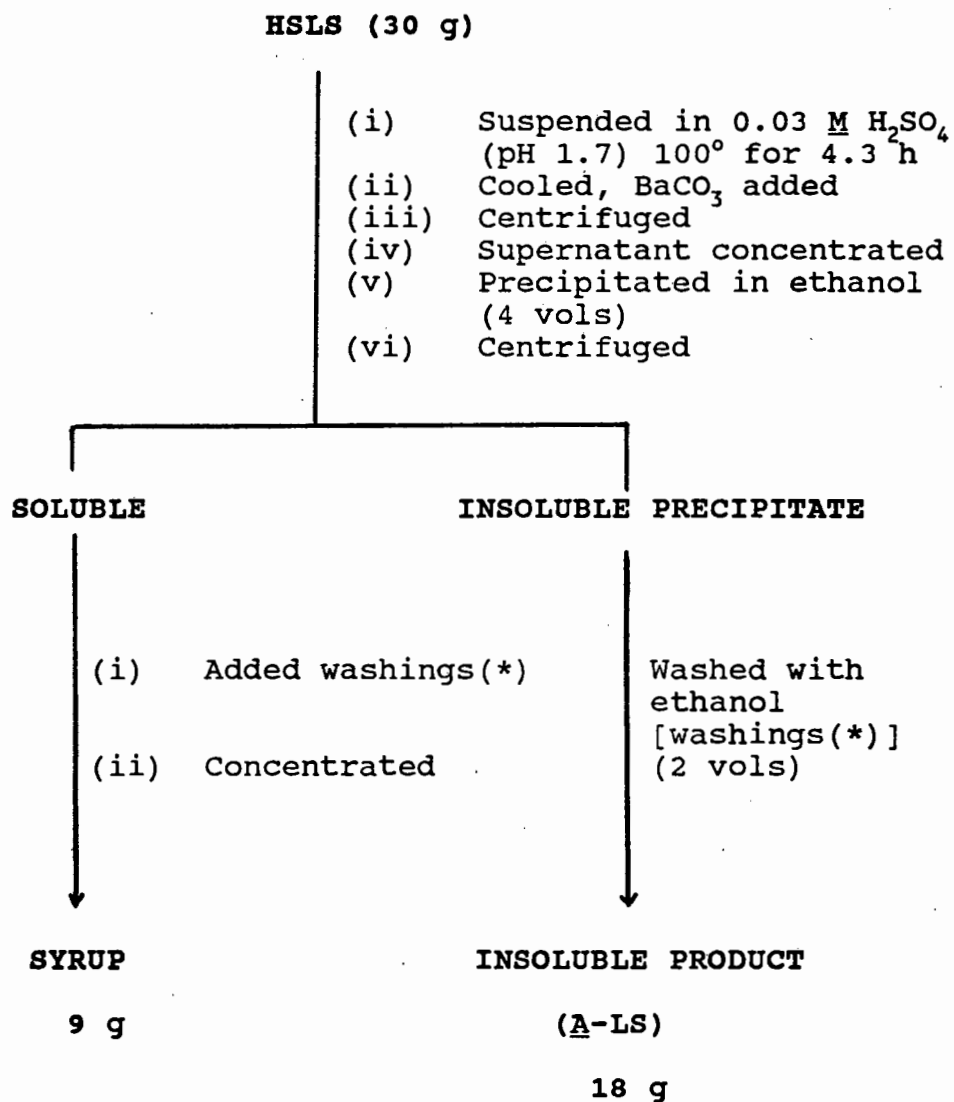 HSLS (30 g)
(i) Suspended in 0.03 M H₂SO₄
(pH 1.7) 100° for 4.3 h
(ii) Cooled, BaCO₃ added
(iii) Centrifuged
(iv) Supernatant concentrated
(v) Precipitated in ethanol
(4 vols)
(vi) Centrifuged
SOLUBLE
INSOLUBLE PRECIPITATE
(i) Added washings(*)
(ii) Concentrated
Washed with
ethanol
[washings(*)]
(2 vols)
SYRUP
9 g
INSOLUBLE PRODUCT
(A-LS)
18 g